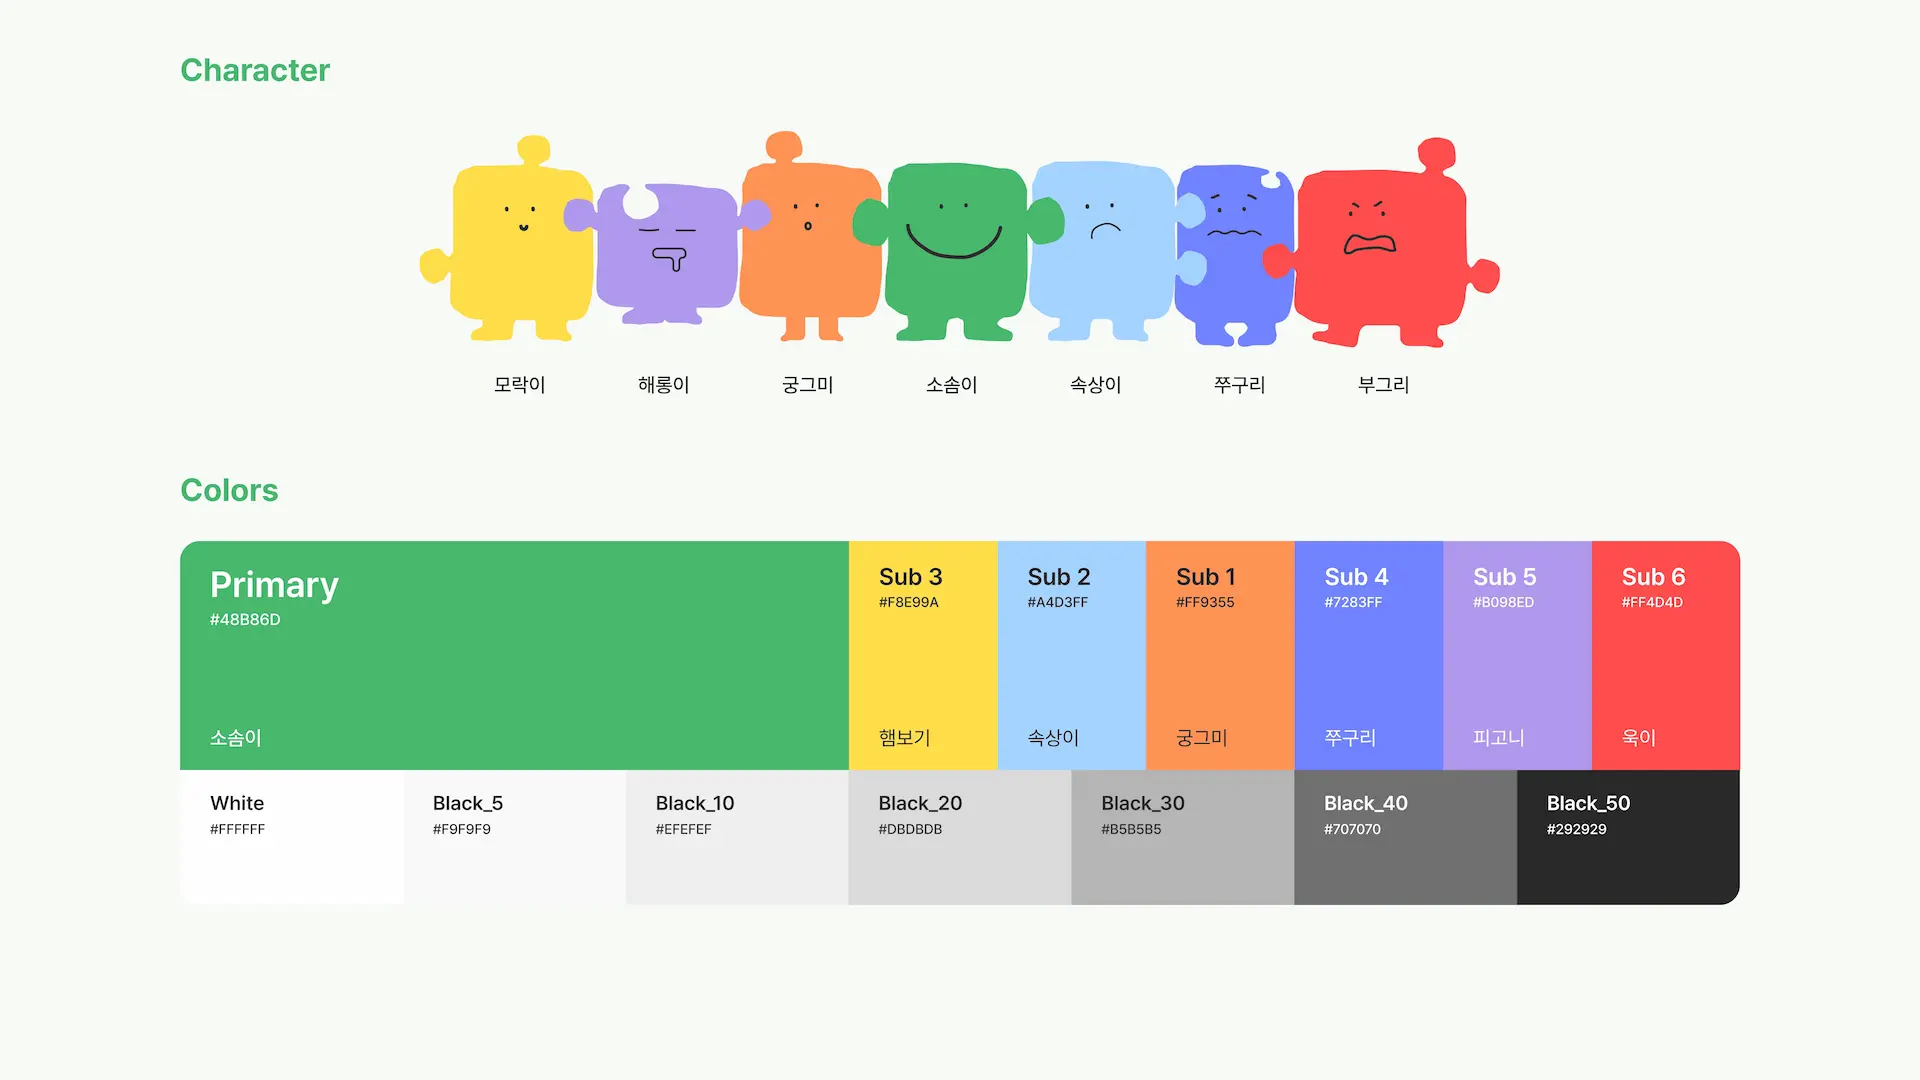 Character
모락이
해롱이
궁그미
소솜이
속상이
쭈구리
부그리
Colors
Primary
#48B86D
소솜이
Sub 3
#F8E99A
햄보기
Sub 2
#A4D3FF
속상이
Sub 1
#FF9355
궁그미
Sub 4
#7283FF
쭈구리
Sub 5
#B098ED
피고니
Sub 6
#FF4D4D
욱이
White
#FFFFFF
Black_5
#F9F9F9
Black_10
#EFEFEF
Black_20
#DBDBDB
Black_30
#B5B5B5
Black_40
#707070
Black_50
#292929